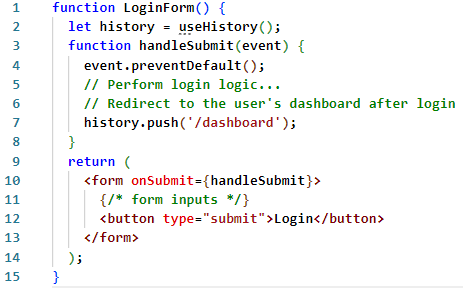 1 function LoginForm() {
2   let history = useHistory();
3   function handleSubmit(event) {
4     event.preventDefault();
5     // Perform login logic...
6     // Redirect to the user's dashboard after login
7     history.push('/dashboard');
8   }
9   return (
10     <form onSubmit={handleSubmit}>
11       {/* form inputs */}
12       <button type="submit">Login</button>
13     </form>
14   );
15 }